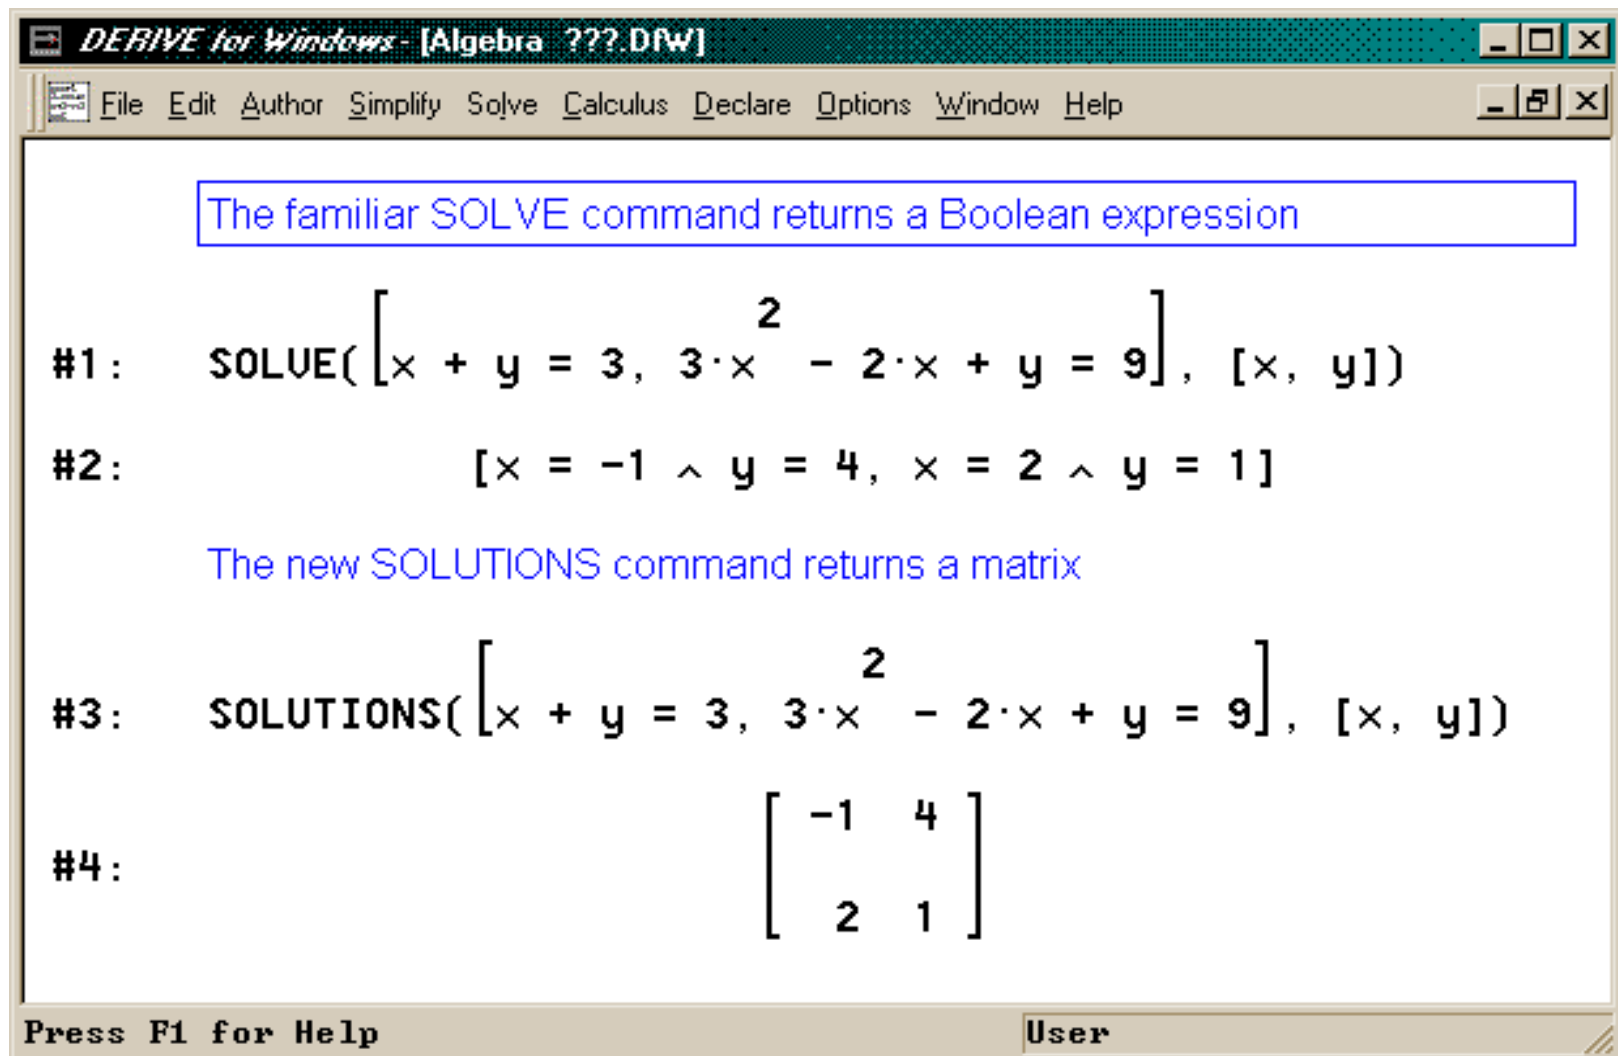 DERIVE for Windows - [Algebra ???.DfW]
File Edit Author Simplify Solve Calculus Declare Options Window Help
The familiar SOLVE command returns a Boolean expression
#1: SOLVE([x + y = 3, 3·x² - 2·x + y = 9], [x, y])
#2: [x = -1 ∧ y = 4, x = 2 ∧ y = 1]
The new SOLUTIONS command returns a matrix
#3: SOLUTIONS([x + y = 3, 3·x² - 2·x + y = 9], [x, y])
[ -1 4
#4:
2 1 ]
Press F1 for Help User